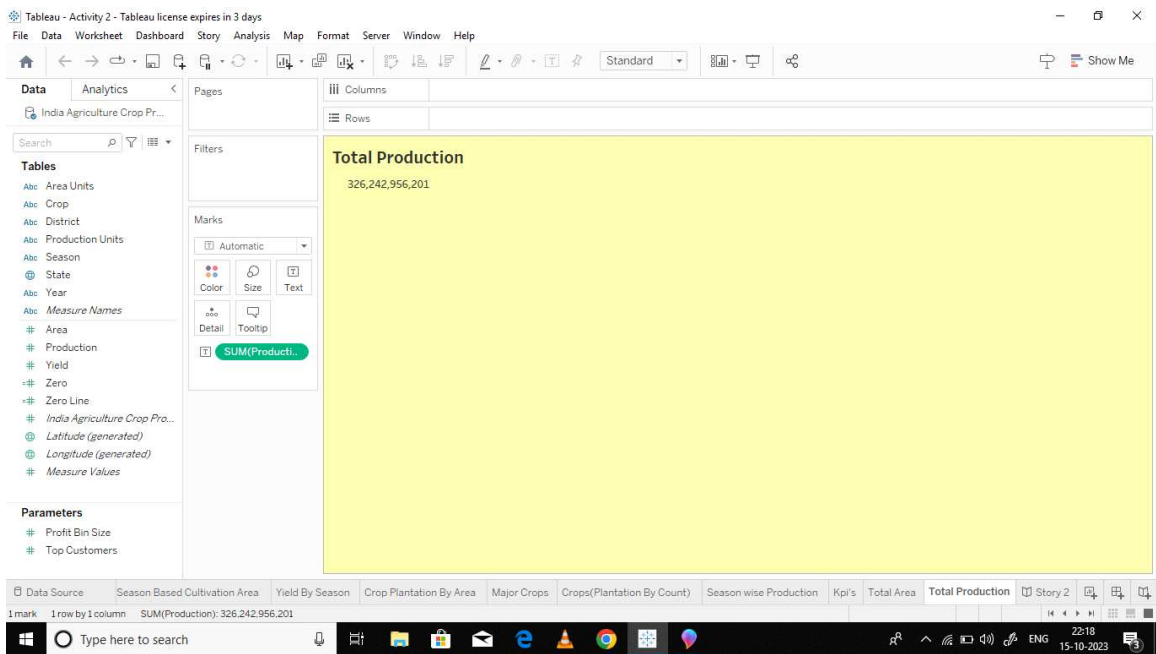 Tableau - Activity 2 - Tableau license expires in 3 days
File Data Worksheet Dashboard Story Analysis Map Format Server Window Help
Standard
Show Me
Data Analytics
India Agriculture Crop Pr...
Search
Tables
Abc Area Units
Abc Crop
Abc District
Abc Production Units
Abc Season
State
Abc Year
Abc Measure Names
# Area
# Production
# Yield
=# Zero
=# Zero Line
# India Agriculture Crop Pro...
Latitude (generated)
Longitude (generated)
# Measure Values
Parameters
# Profit Bin Size
# Top Customers
Pages
Filters
Marks
T Automatic
Color Size Text
Detail Tooltip
T SUM(Producti..
iii Columns
Rows
Total Production
326,242,956,201
Data Source Season Based Cultivation Area Yield By Season Crop Plantation By Area Major Crops Crops(Plantation By Count) Season wise Production Kpi's Total Area Total Production Story 2
1 mark 1 row by 1 column SUM(Production): 326,242,956,201
Type here to search
ENG
22:18
15-10-2023
3